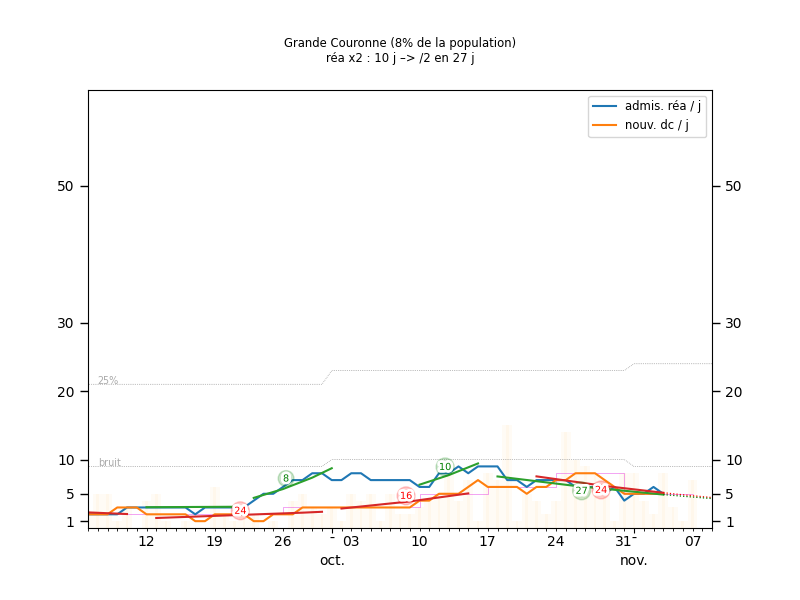 Grande Couronne (8% de la population)
réa x2 : 10 j –> /2 en 27 j
admis. réa / j
nouv. dc / j
50 50
30 30
25%
20 20
bruit
10 10
5 5
1 1
8
24
16
10
27
24
12 19 26 - 03 10 17 24 31 - 07
oct. nov.